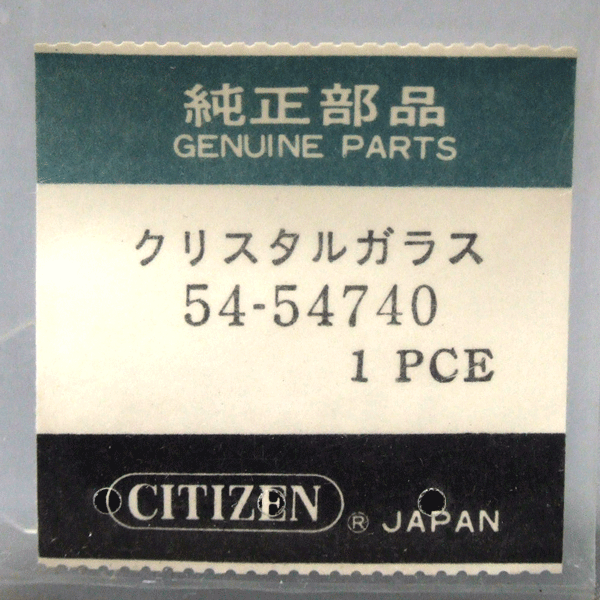 純正部品
GENUINE PARTS
クリスタルガラス
54-54740
1 PCE
CITIZEN ® JAPAN